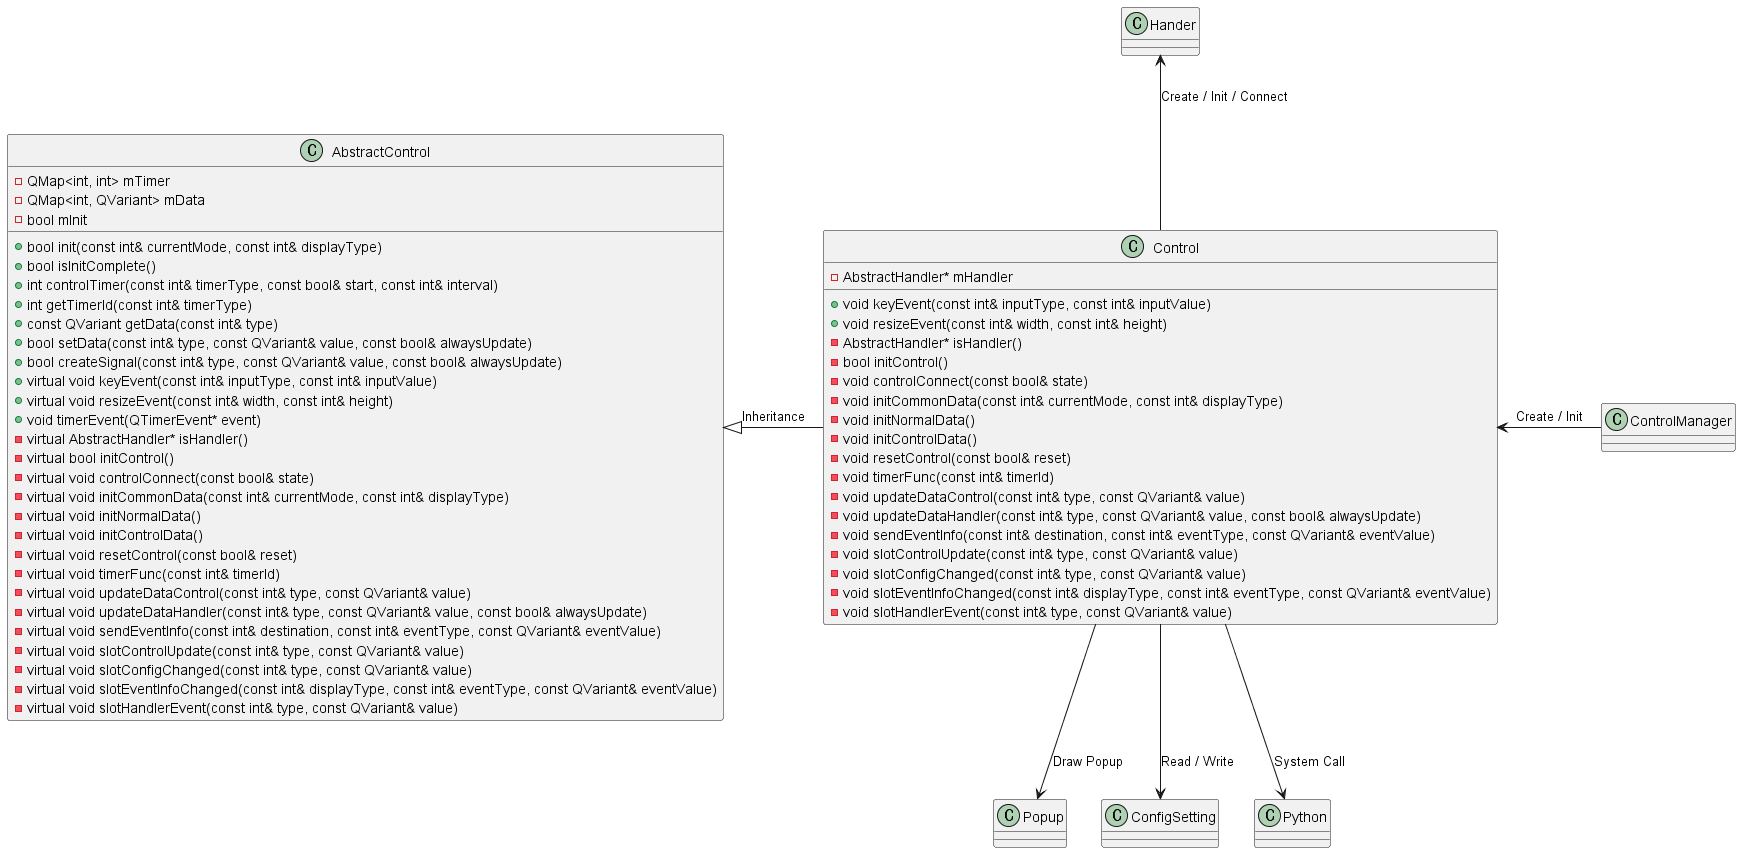 C Hander
Create / Init / Connect
C AbstractControl
QMap<int, int> mTimer
QMap<int, QVariant> mData
bool mInit
bool init(const int& currentMode, const int& displayType)
bool isInitComplete()
int controlTimer(const int& timerType, const bool& start, const int& interval)
int getTimerId(const int& timerType)
const QVariant getData(const int& type)
bool setData(const int& type, const QVariant& value, const bool& alwaysUpdate)
bool createSignal(const int& type, const QVariant& value, const bool& alwaysUpdate)
virtual void keyEvent(const int& inputType, const int& inputValue)
virtual void resizeEvent(const int& width, const int& height)
void timerEvent(QTimerEvent* event)
virtual AbstractHandler* isHandler()
virtual bool initControl()
virtual void controlConnect(const bool& state)
virtual void initCommonData(const int& currentMode, const int& displayType)
virtual void initNormalData()
virtual void initControlData()
virtual void resetControl(const bool& reset)
virtual void timerFunc(const int& timerId)
virtual void updateDataControl(const int& type, const QVariant& value)
virtual void updateDataHandler(const int& type, const QVariant& value, const bool& alwaysUpdate)
virtual void sendEventInfo(const int& destination, const int& eventType, const QVariant& eventValue)
virtual void slotControlUpdate(const int& type, const QVariant& value)
virtual void slotConfigChanged(const int& type, const QVariant& value)
virtual void slotEventInfoChanged(const int& displayType, const int& eventType, const QVariant& eventValue)
virtual void slotHandlerEvent(const int& type, const QVariant& value)
Inheritance
C Control
AbstractHandler* mHandler
void keyEvent(const int& inputType, const int& inputValue)
void resizeEvent(const int& width, const int& height)
AbstractHandler* isHandler()
bool initControl()
void controlConnect(const bool& state)
void initCommonData(const int& currentMode, const int& displayType)
void initNormalData()
void initControlData()
void resetControl(const bool& reset)
void timerFunc(const int& timerId)
void updateDataControl(const int& type, const QVariant& value)
void updateDataHandler(const int& type, const QVariant& value, const bool& alwaysUpdate)
void sendEventInfo(const int& destination, const int& eventType, const QVariant& eventValue)
void slotControlUpdate(const int& type, const QVariant& value)
void slotConfigChanged(const int& type, const QVariant& value)
void slotEventInfoChanged(const int& displayType, const int& eventType, const QVariant& eventValue)
void slotHandlerEvent(const int& type, const QVariant& value)
Create / Init
C ControlManager
Draw Popup
Read / Write
System Call
C Popup
C ConfigSetting
C Python